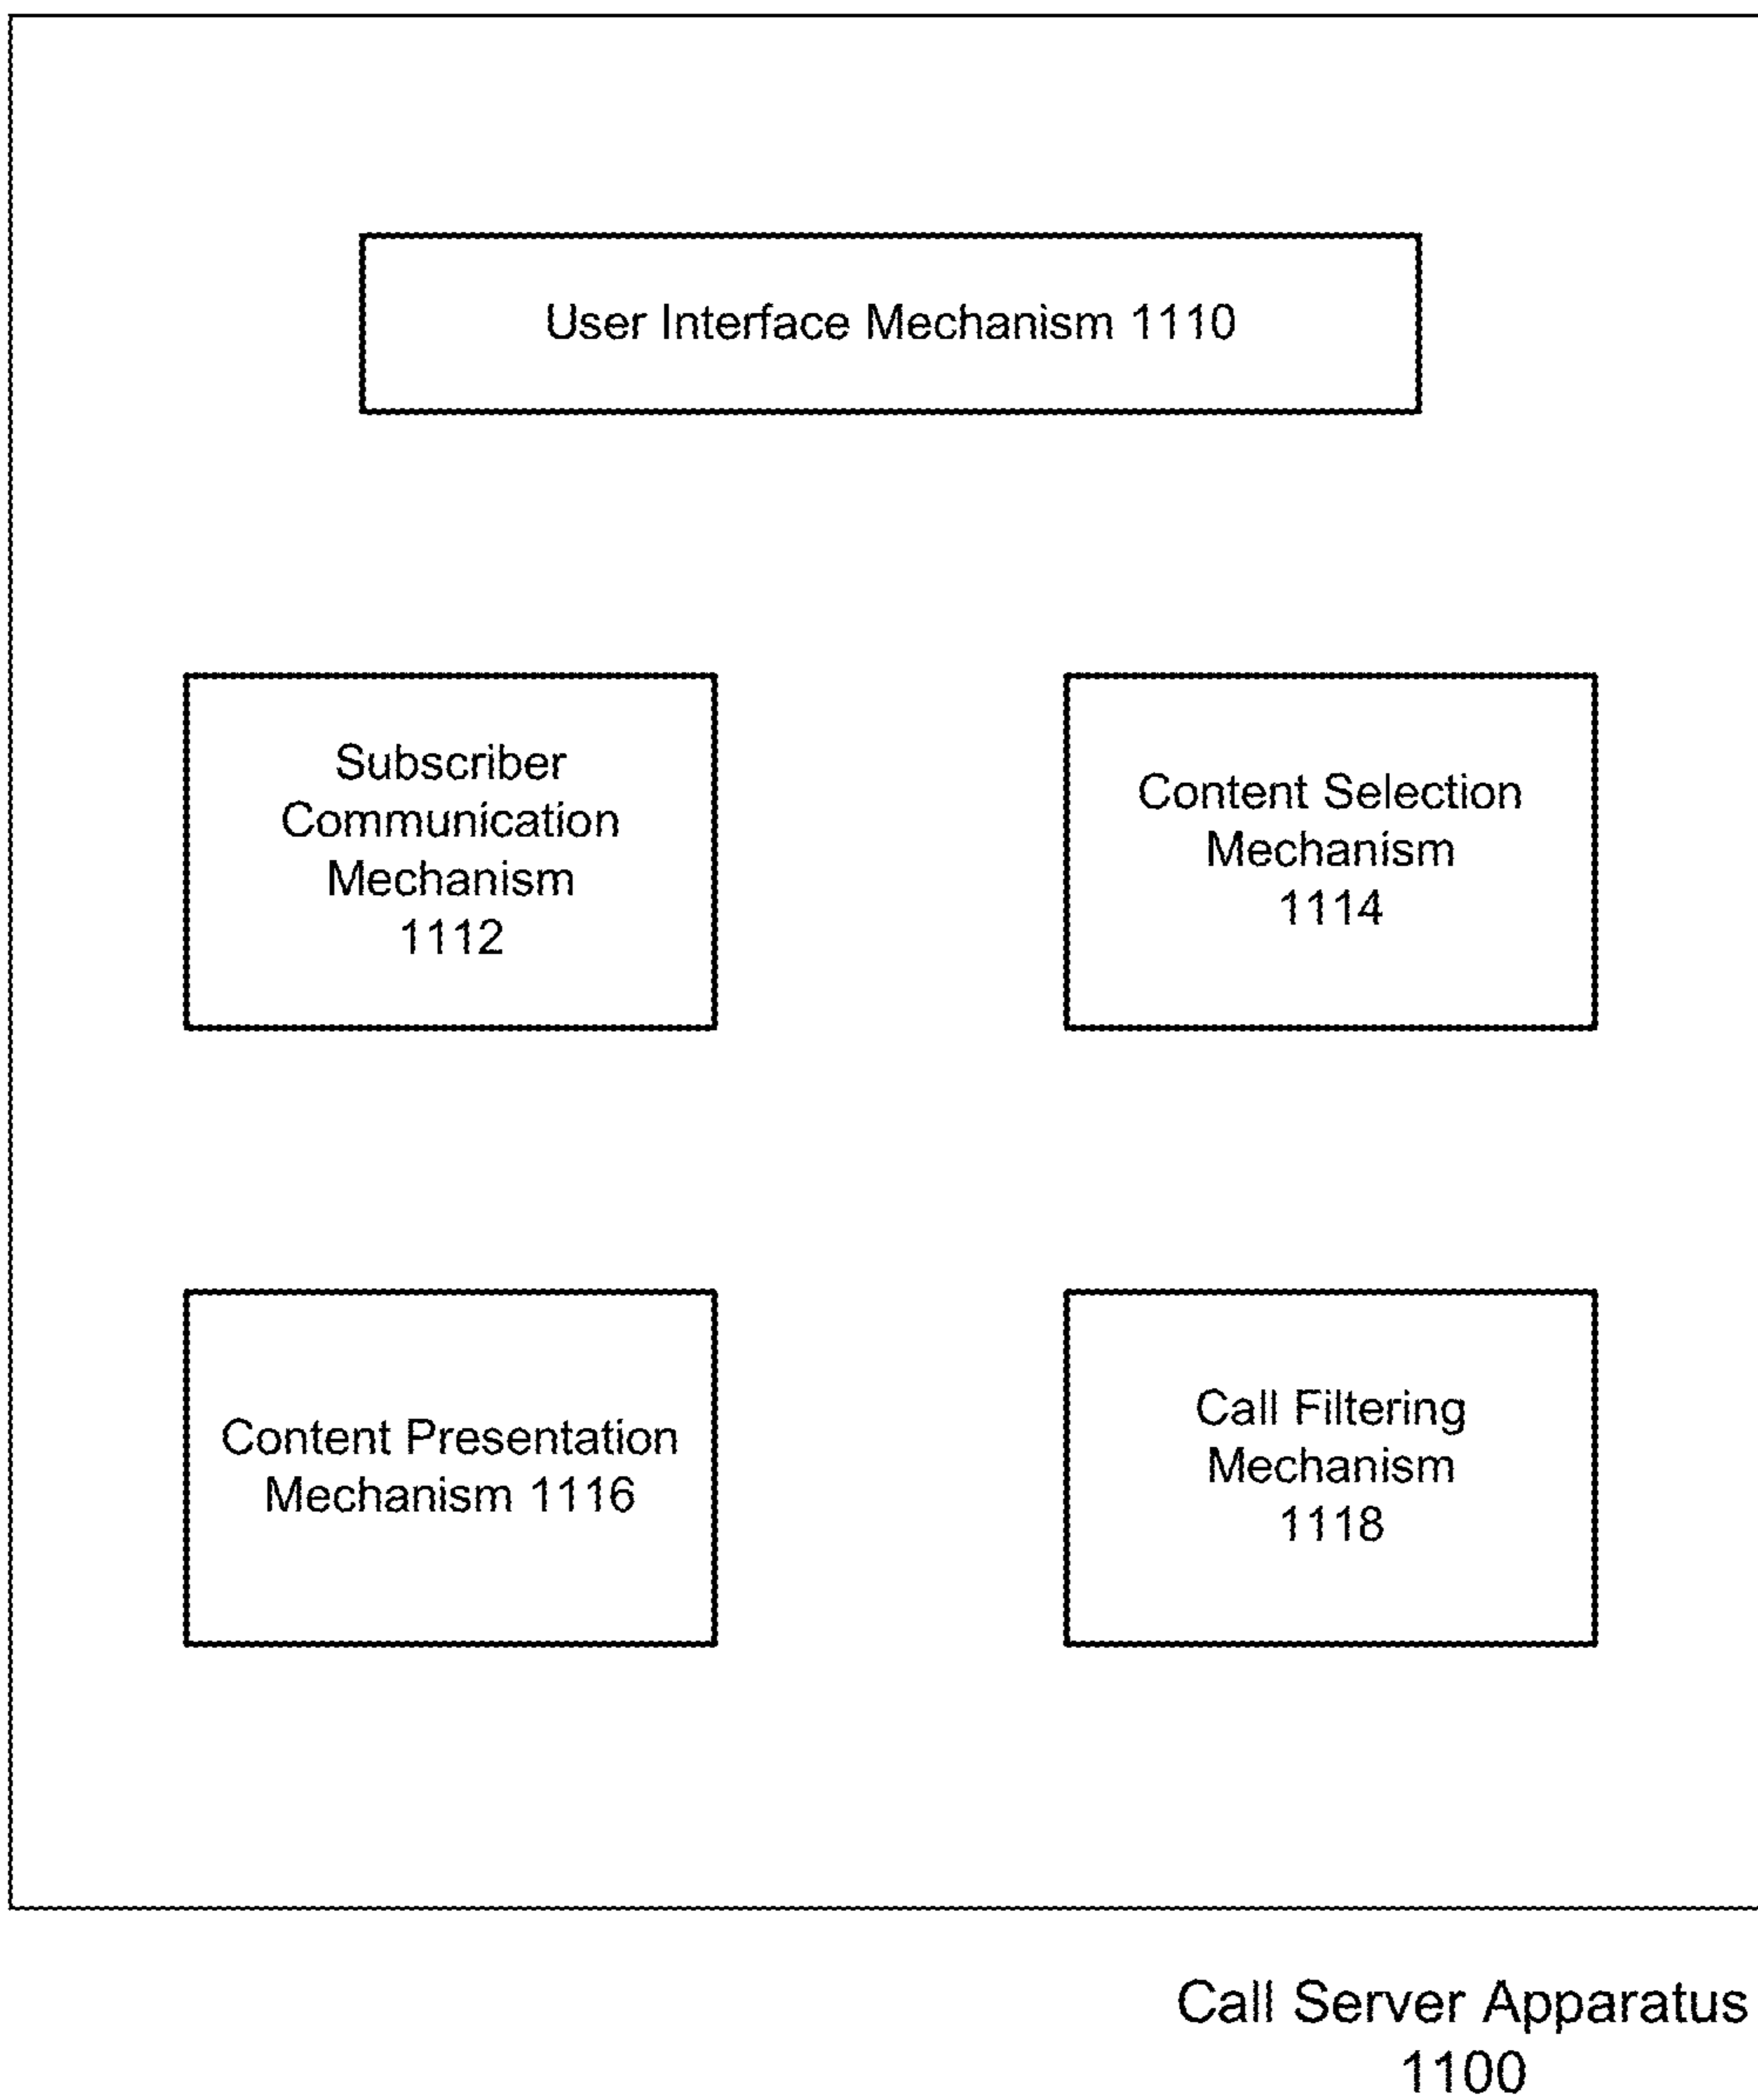 User Interface Mechanism 1110
Subscriber
Communication
Mechanism
1112
Content Selection
Mechanism
1114
Content Presentation
Mechanism 1116
Call Filtering
Mechanism
1118
Call Server Apparatus
1100